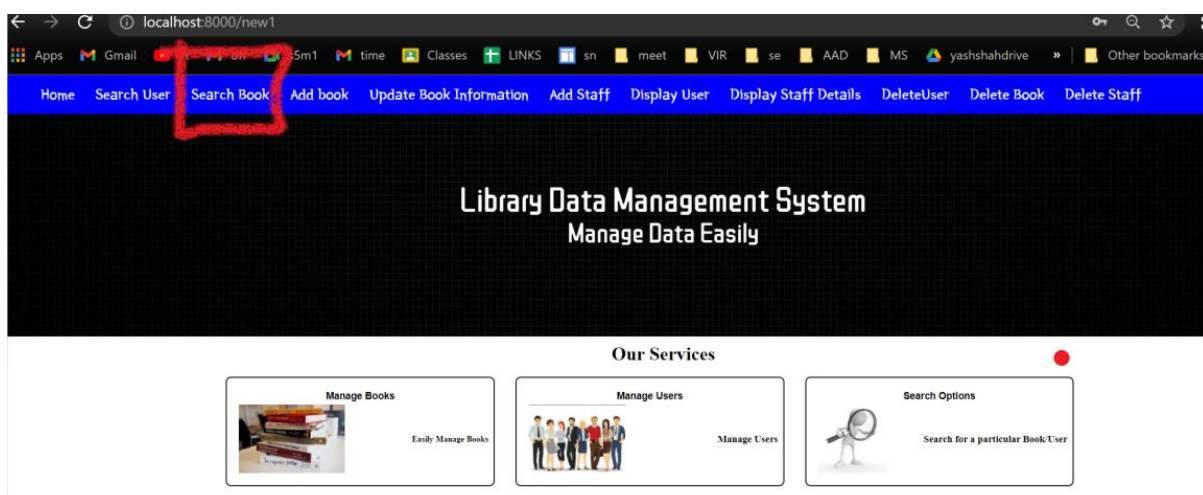 localhost:8000/new1
Apps Gmail s5m1 time Classes LINKS sn meet VIR se AAD MS yashshahdrive » Other bookmarks
Home Search User Search Book Add book Update Book Information Add Staff Display User Display Staff Details DeleteUser Delete Book Delete Staff
Library Data Management System
Manage Data Easily
Our Services
Manage Books
Easily Manage Books
Manage Users
Manage Users
Search Options
Search for a particular Book/User